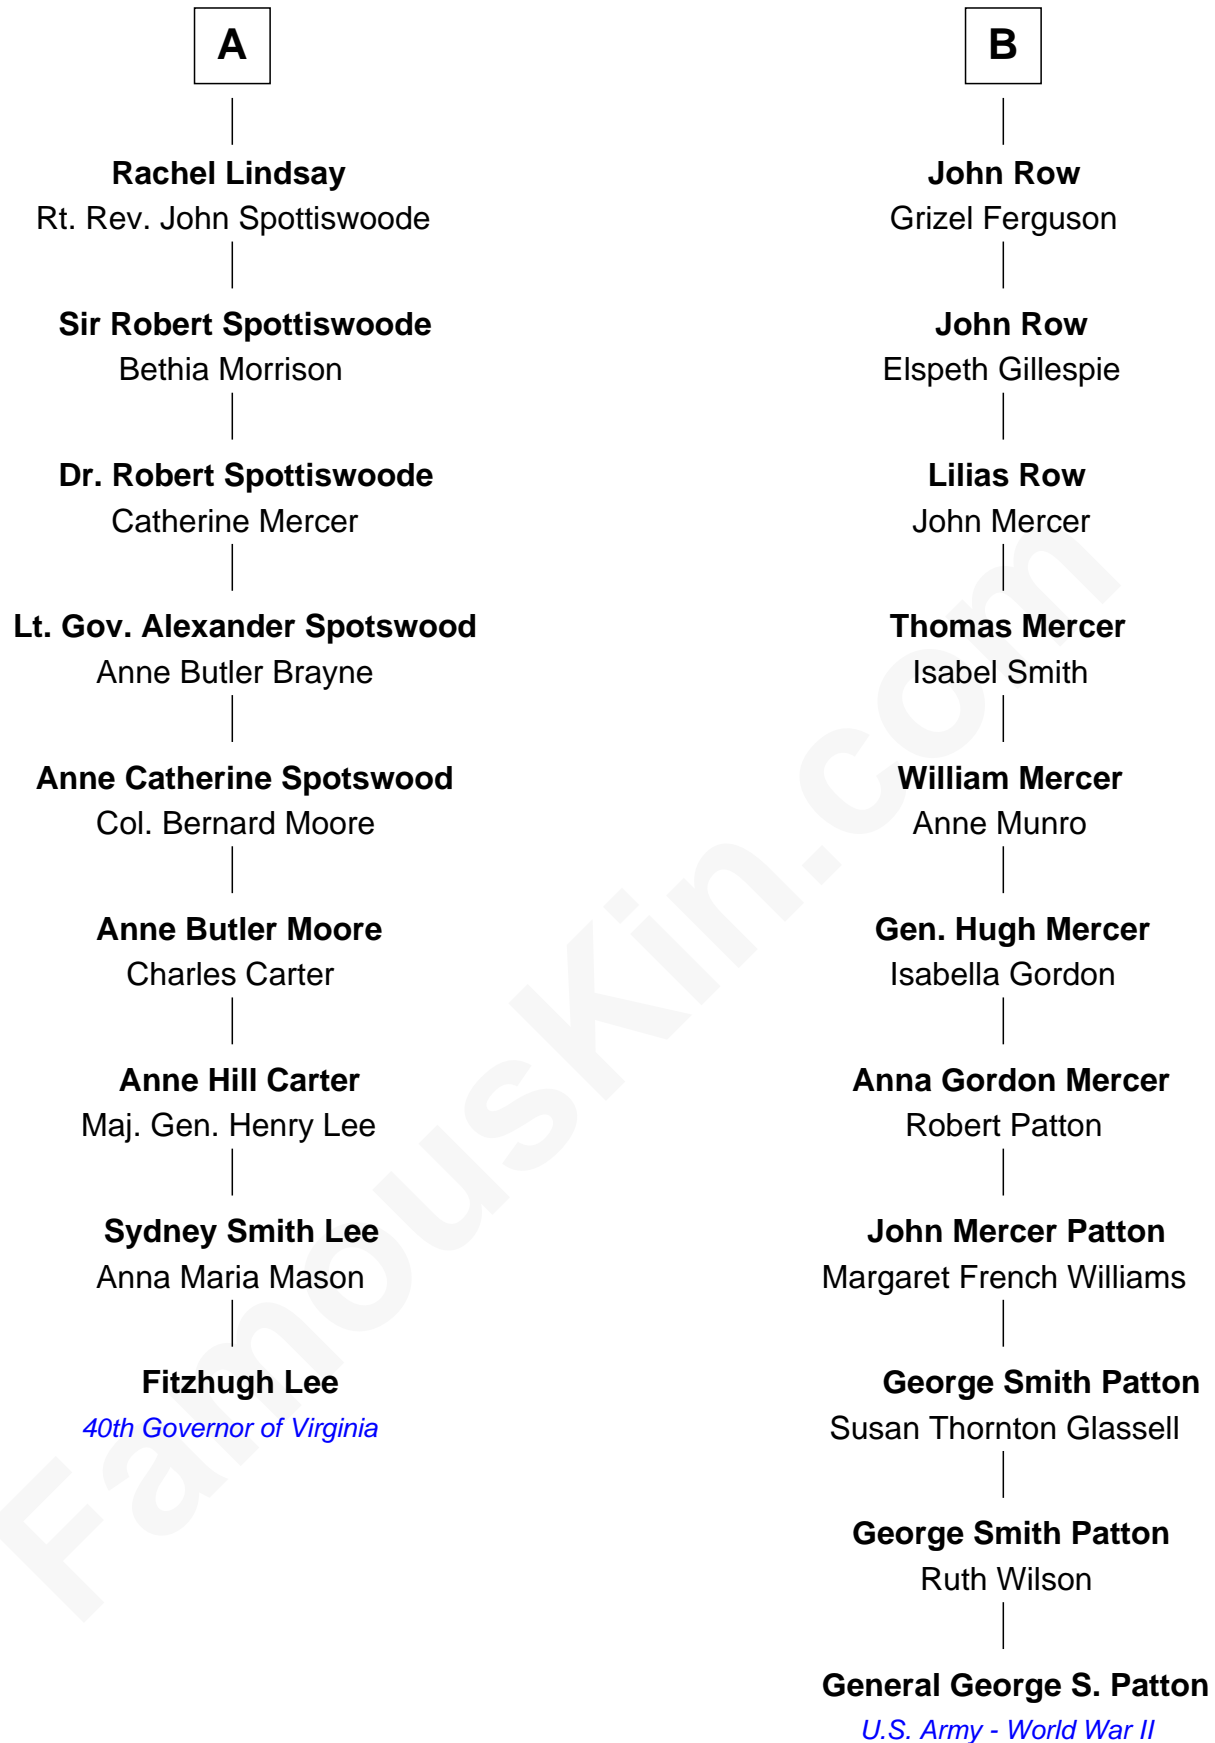 A
Rachel Lindsay
Rt. Rev. John Spottiswoode
Sir Robert Spottiswoode
Bethia Morrison
Dr. Robert Spottiswoode
Catherine Mercer
Lt. Gov. Alexander Spotswood
Anne Butler Brayne
Anne Catherine Spotswood
Col. Bernard Moore
Anne Butler Moore
Charles Carter
Anne Hill Carter
Maj. Gen. Henry Lee
Sydney Smith Lee
Anna Maria Mason
Fitzhugh Lee
40th Governor of Virginia
B
John Row
Grizel Ferguson
John Row
Elspeth Gillespie
Lilias Row
John Mercer
Thomas Mercer
Isabel Smith
William Mercer
Anne Munro
Gen. Hugh Mercer
Isabella Gordon
Anna Gordon Mercer
Robert Patton
John Mercer Patton
Margaret French Williams
George Smith Patton
Susan Thornton Glassell
George Smith Patton
Ruth Wilson
General George S. Patton
U.S. Army - World War II
FamousKin.com